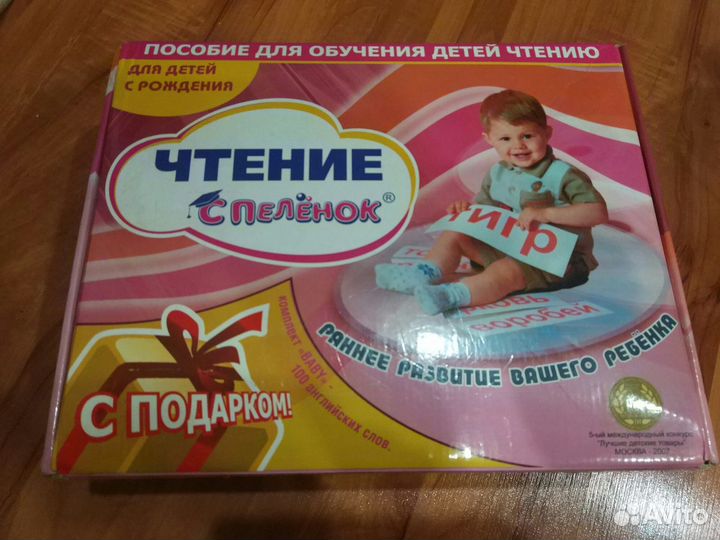 ПОСОБИЕ ДЛЯ ОБУЧЕНИЯ ДЕТЕЙ ЧТЕНИЮ
ДЛЯ ДЕТЕЙ
С РОЖДЕНИЯ
ЧТЕНИЕ
С ПЕЛЁНОК®
тигр
воробей
РАННЕЕ РАЗВИТИЕ ВАШЕГО РЕБЁНКА
комплект «BABY» -
100 английских слов.
С ПОДАРКОМ!
5-ый международный конкурс
"Лучшие детские товары"
МОСКВА - 2007
Avito